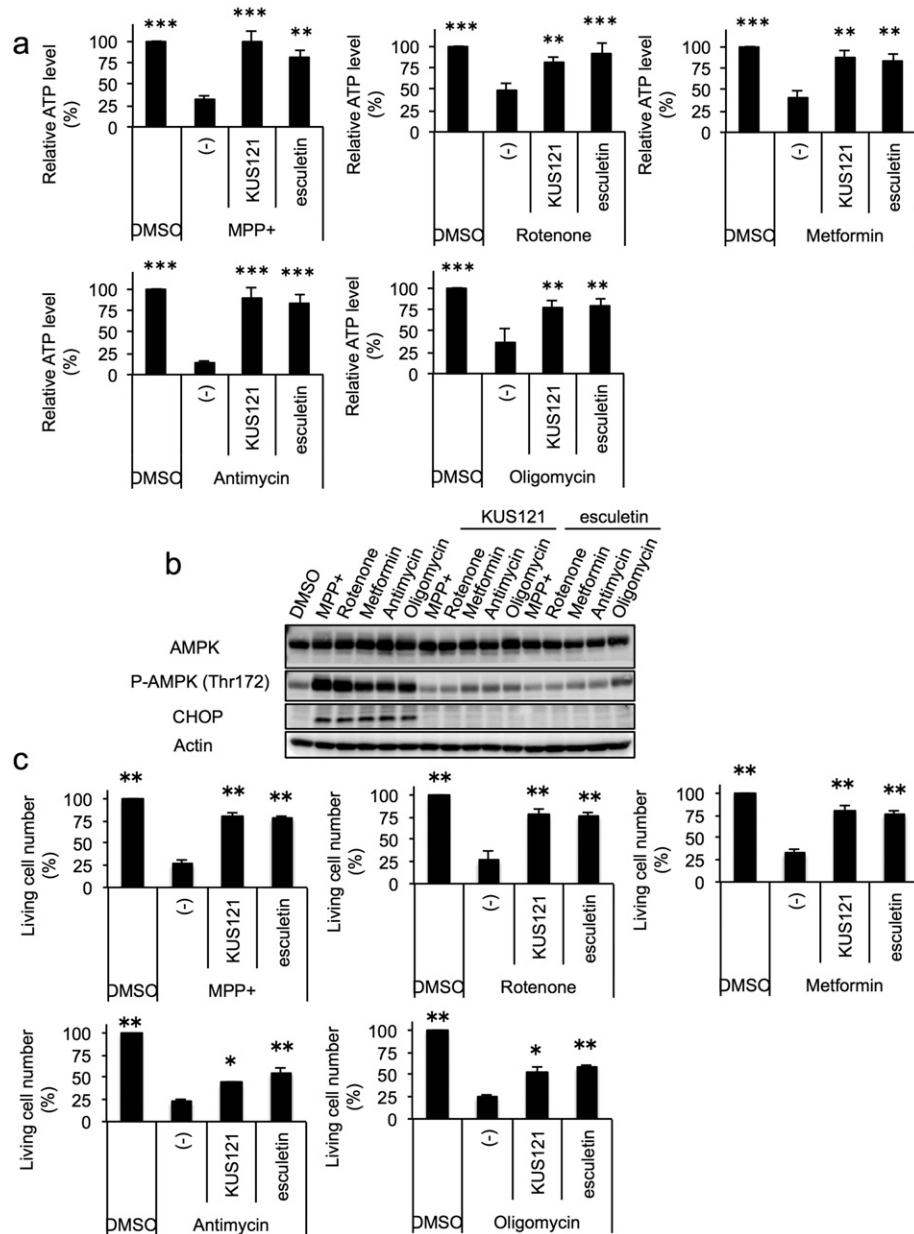 a
Relative ATP level (%)
100
75
50
25
0
***
***
**
DMSO
(-)
KUS121
esculetin
MPP+
Relative ATP level (%)
100
75
50
25
0
***
**
***
DMSO
(-)
KUS121
esculetin
Rotenone
Relative ATP level (%)
100
75
50
25
0
***
**
**
DMSO
(-)
KUS121
esculetin
Metformin
Relative ATP level (%)
100
75
50
25
0
***
***
***
DMSO
(-)
KUS121
esculetin
Antimycin
Relative ATP level (%)
100
75
50
25
0
***
**
**
DMSO
(-)
KUS121
esculetin
Oligomycin
b
KUS121
esculetin
DMSO
MPP+
Rotenone
Metformin
Antimycin
Oligomycin
MPP+
Rotenone
Metformin
Antimycin
Oligomycin
MPP+
Rotenone
Metformin
Antimycin
Oligomycin
AMPK
P-AMPK (Thr172)
CHOP
Actin
c
Living cell number (%)
100
75
50
25
0
**
**
**
DMSO
(-)
KUS121
esculetin
MPP+
Living cell number (%)
100
75
50
25
0
**
**
**
DMSO
(-)
KUS121
esculetin
Rotenone
Living cell number (%)
100
75
50
25
0
**
**
**
DMSO
(-)
KUS121
esculetin
Metformin
Living cell number (%)
100
75
50
25
0
**
*
**
DMSO
(-)
KUS121
esculetin
Antimycin
Living cell number (%)
100
75
50
25
0
**
*
**
DMSO
(-)
KUS121
esculetin
Oligomycin